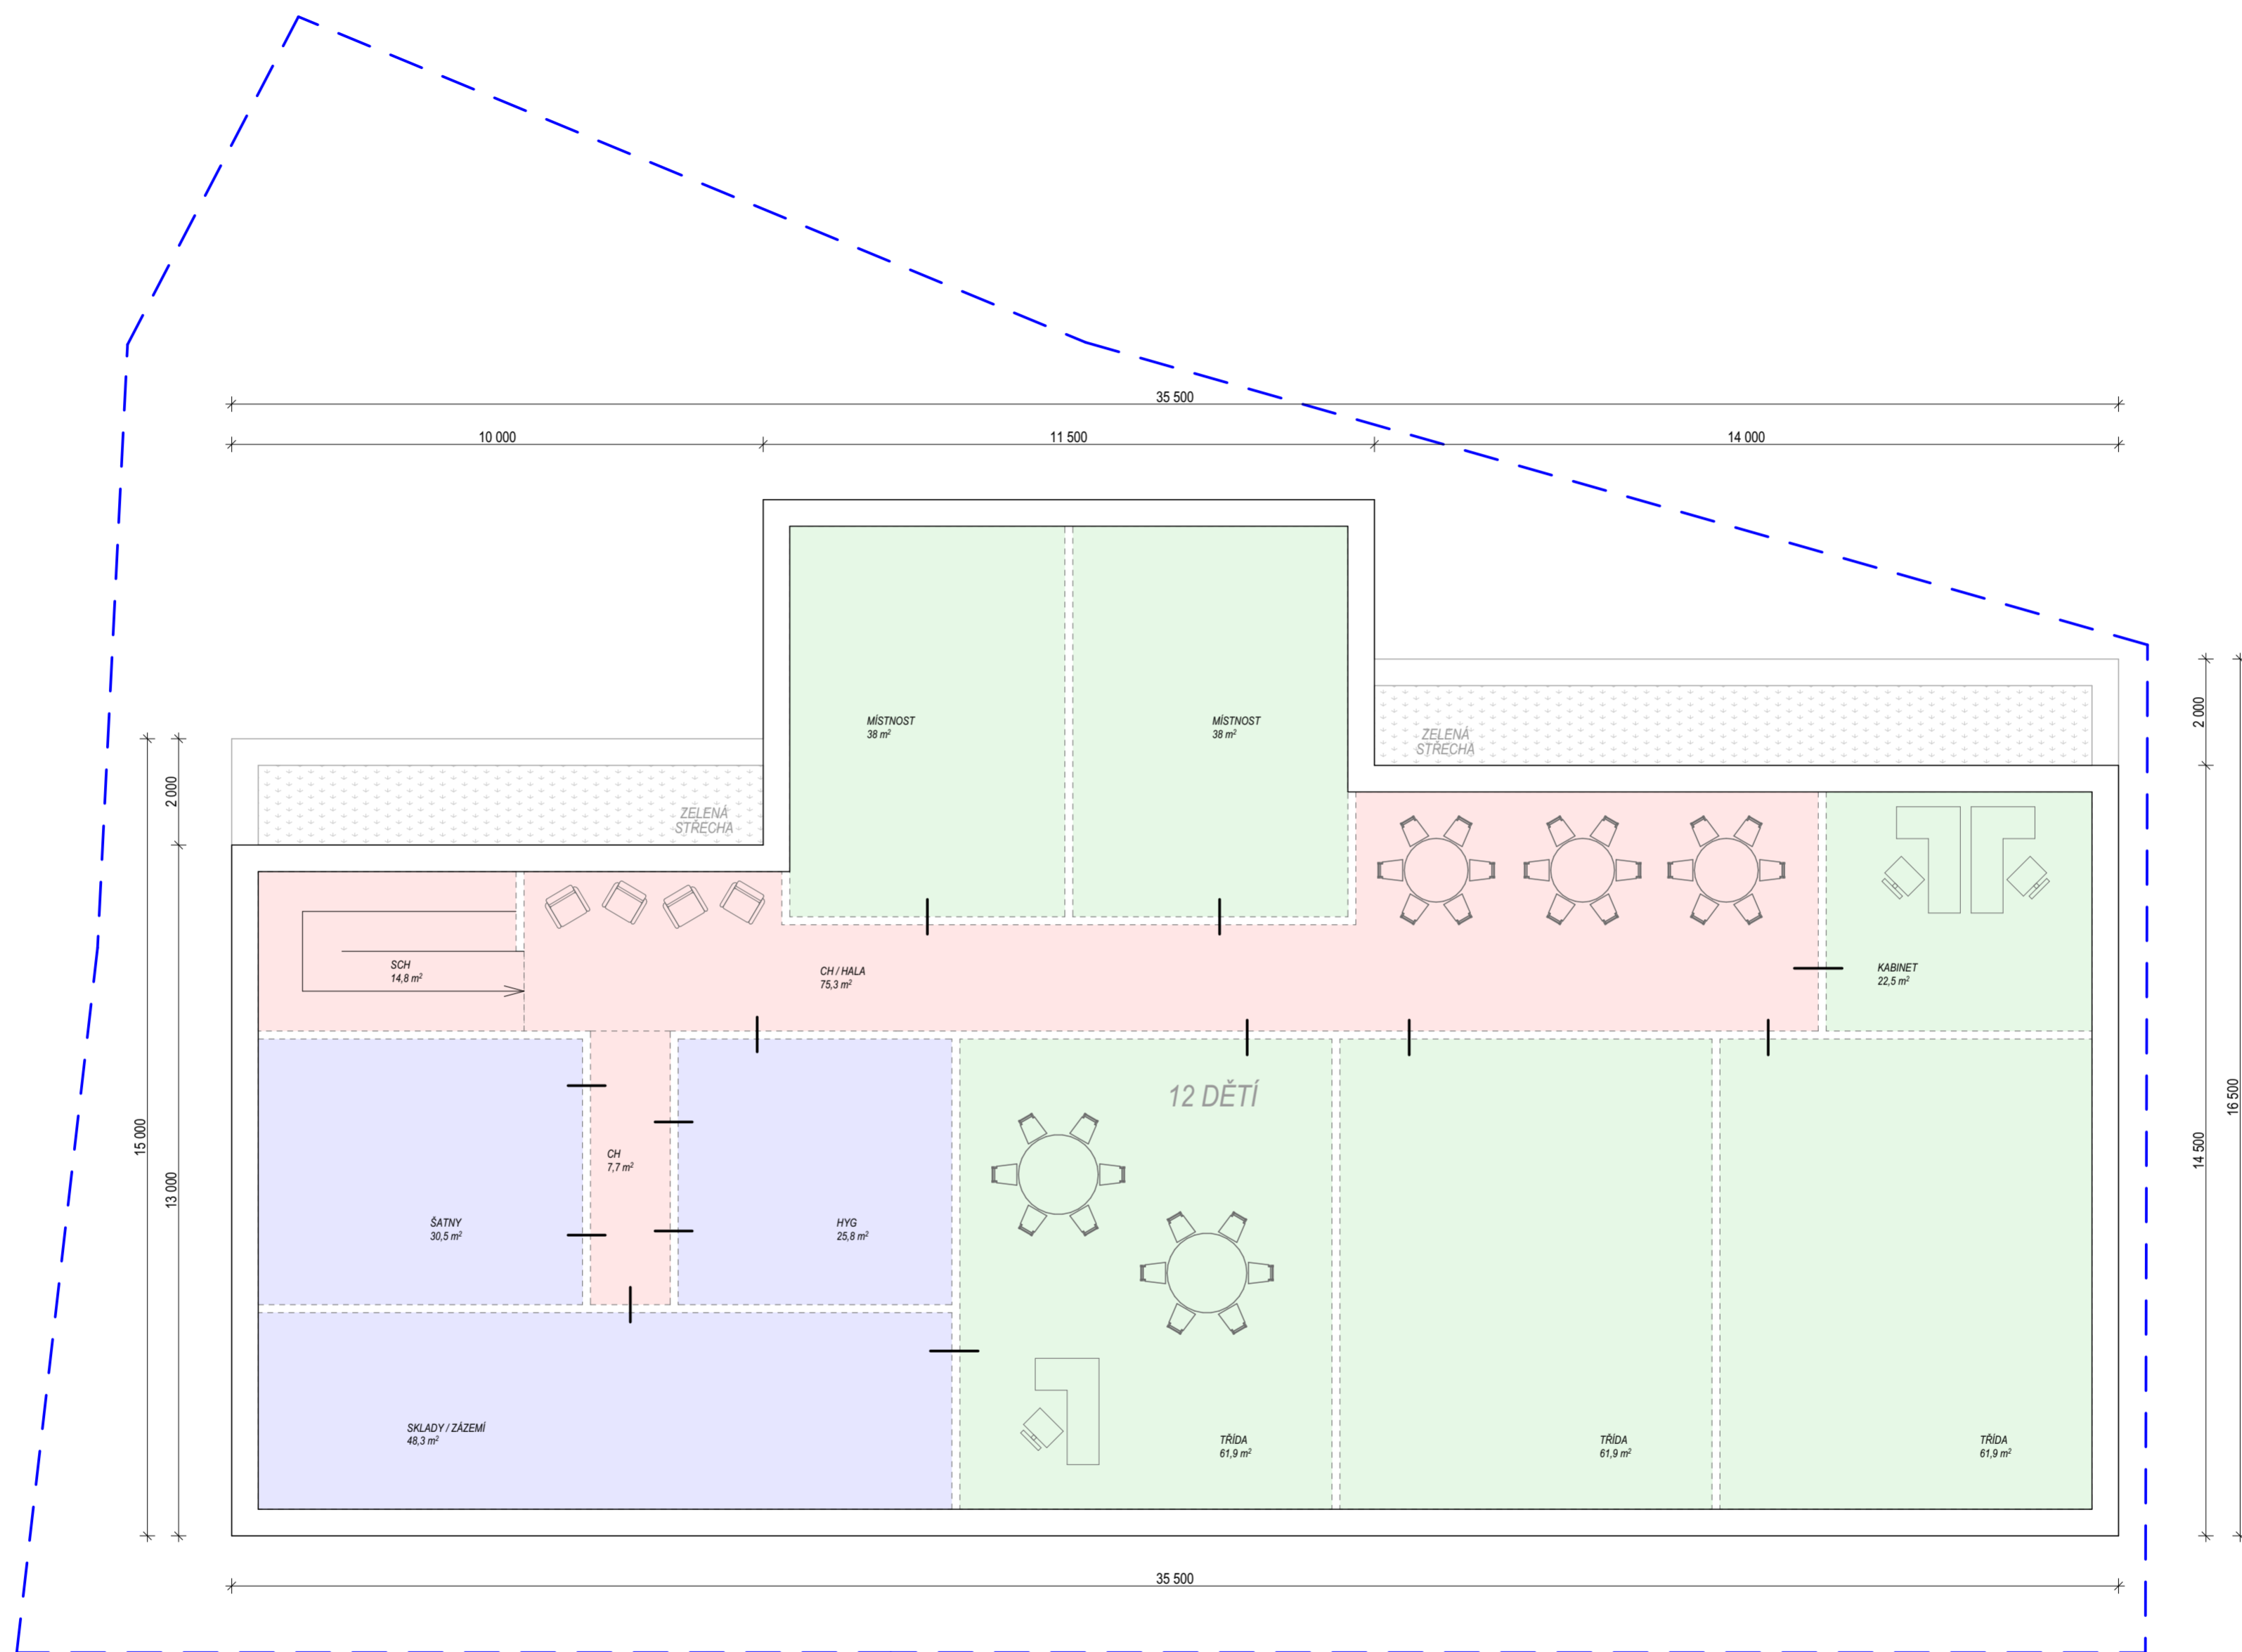 35 500
10 000
11 500
14 000
MÍSTNOST
38 m²
MÍSTNOST
38 m²
ZELENÁ
STŘECHA
2 000
2 000
ZELENÁ
STŘECHA
SCH
14,8 m²
CH / HALA
75,3 m²
KABINET
22,5 m²
12 DĚTÍ
15 000
13 000
CH
7,7 m²
14 500
16 500
ŠATNY
30,5 m²
HYG
25,8 m²
SKLADY / ZÁZEMÍ
48,3 m²
TŘÍDA
61,9 m²
TŘÍDA
61,9 m²
TŘÍDA
61,9 m²
35 500